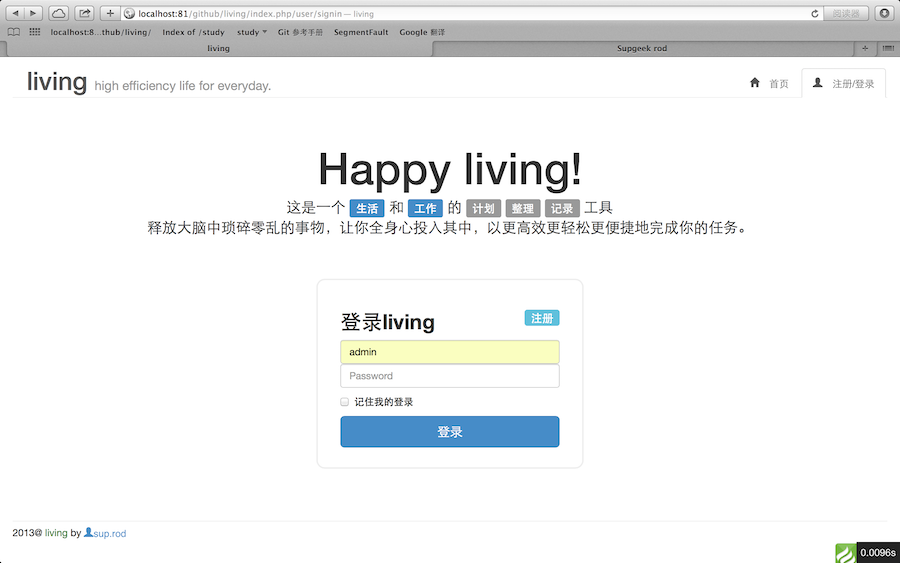 localhost:81/github/living/index.php/user/signin — living
阅读器
localhost:8...thub/living/ Index of /study study Git 参考手册 SegmentFault Google 翻译
living Supgeek rod
living high efficiency life for everyday.
首页 注册/登录
Happy living!
这是一个 生活 和 工作 的 计划 整理 记录 工具
释放大脑中琐碎零乱的事物，让你全身心投入其中，以更高效更轻松更便捷地完成你的任务。
登录living 注册
admin
Password
记住我的登录
登录
2013@ living by sup.rod
0.0096s